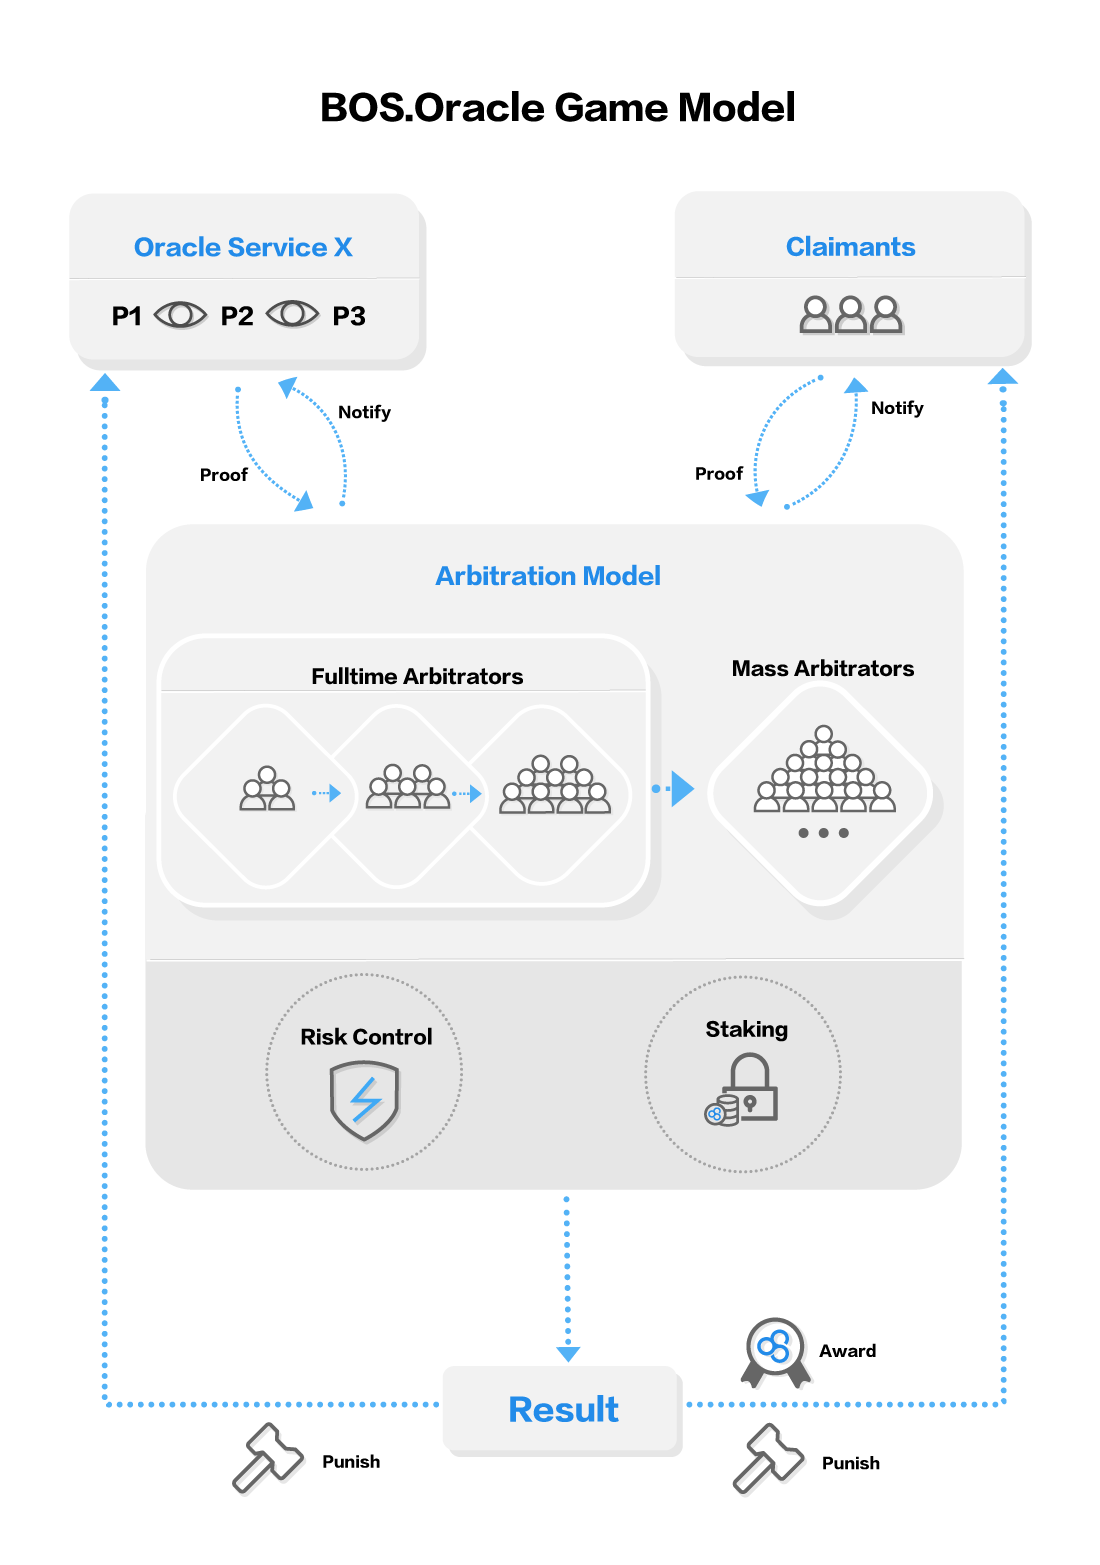 BOS.Oracle Game Model
Oracle Service X
P1 P2 P3
Claimants
Notify
Proof
Notify
Proof
Arbitration Model
Fulltime Arbitrators
Mass Arbitrators
Risk Control
Staking
Award
Result
Punish
Punish